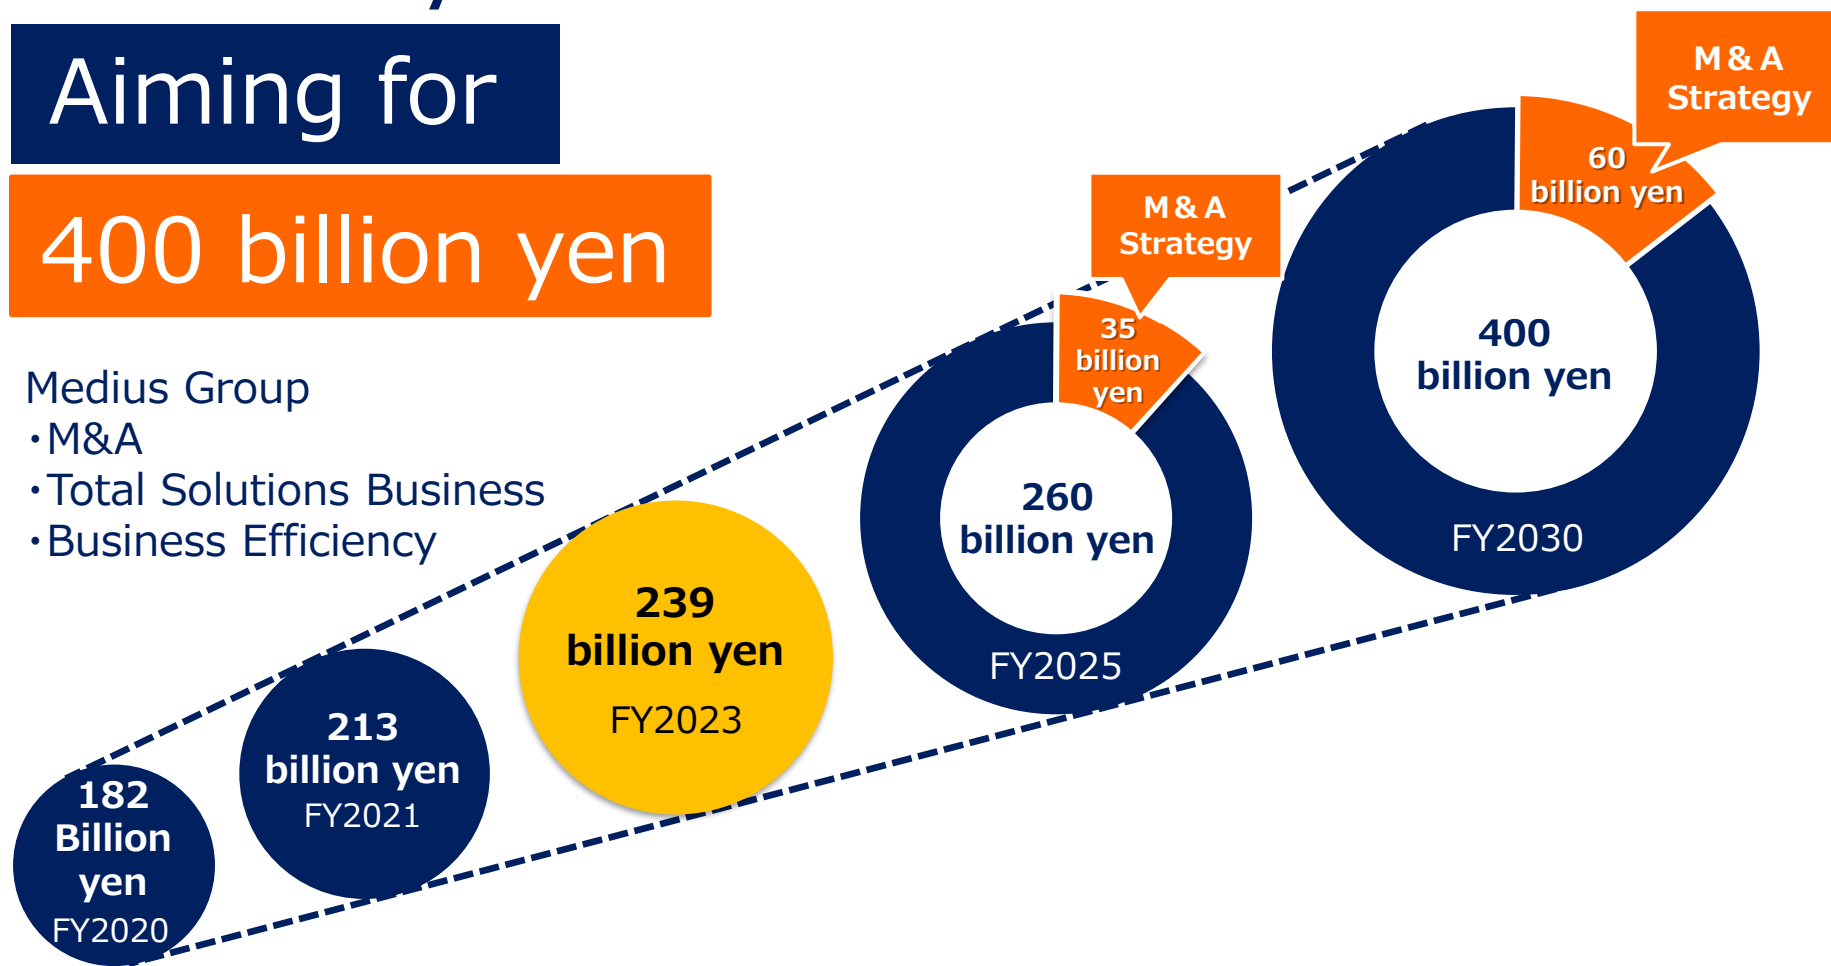 Aiming for
400 billion yen
Medius Group
・M&A
・Total Solutions Business
・Business Efficiency
182
Billion
yen
FY2020
213
billion yen
FY2021
239
billion yen
FY2023
M & A
Strategy
35
billion
yen
260
billion yen
FY2025
M & A
Strategy
60
billion yen
400
billion yen
FY2030